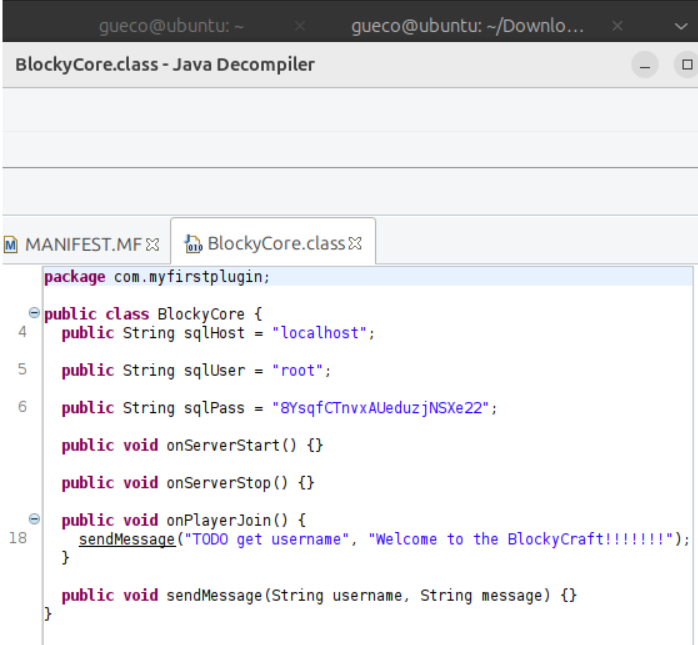 gueco@ubuntu: ~
gueco@ubuntu: ~/Downlo...
BlockyCore.class - Java Decompiler
MANIFEST.MF
BlockyCore.class
package com.myfirstplugin;
public class BlockyCore {
4 public String sqlHost = "localhost";
5 public String sqlUser = "root";
6 public String sqlPass = "8YsqfCTnvxAUeduzjNSXe22";
public void onServerStart() {}
public void onServerStop() {}
public void onPlayerJoin() {
18 sendMessage("TODO get username", "Welcome to the BlockyCraft!!!!!!!");
}
public void sendMessage(String username, String message) {}
}